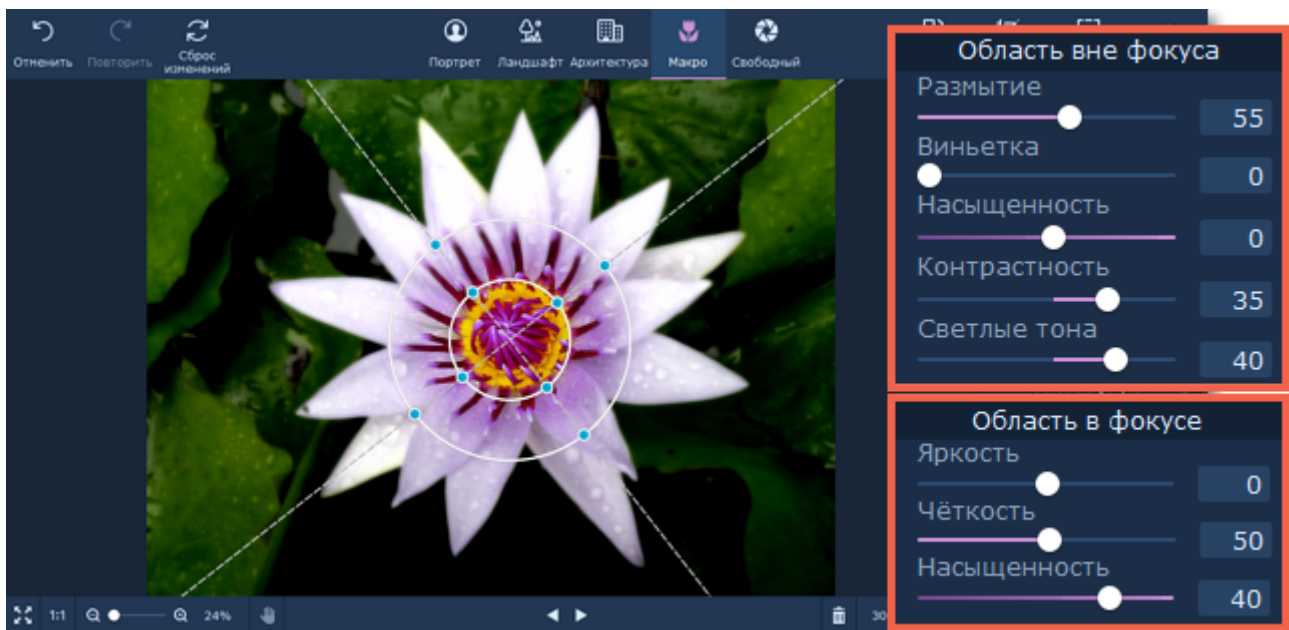 Отменить
Повторить
Сброс
изменений
Портрет
Ландшафт
Архитектура
Макро
Свободный
Область вне фокуса
Размытие
55
Виньетка
0
Насыщенность
0
Контрастность
35
Светлые тона
40
Область в фокусе
Яркость
0
Чёткость
50
Насыщенность
40
1:1
24%